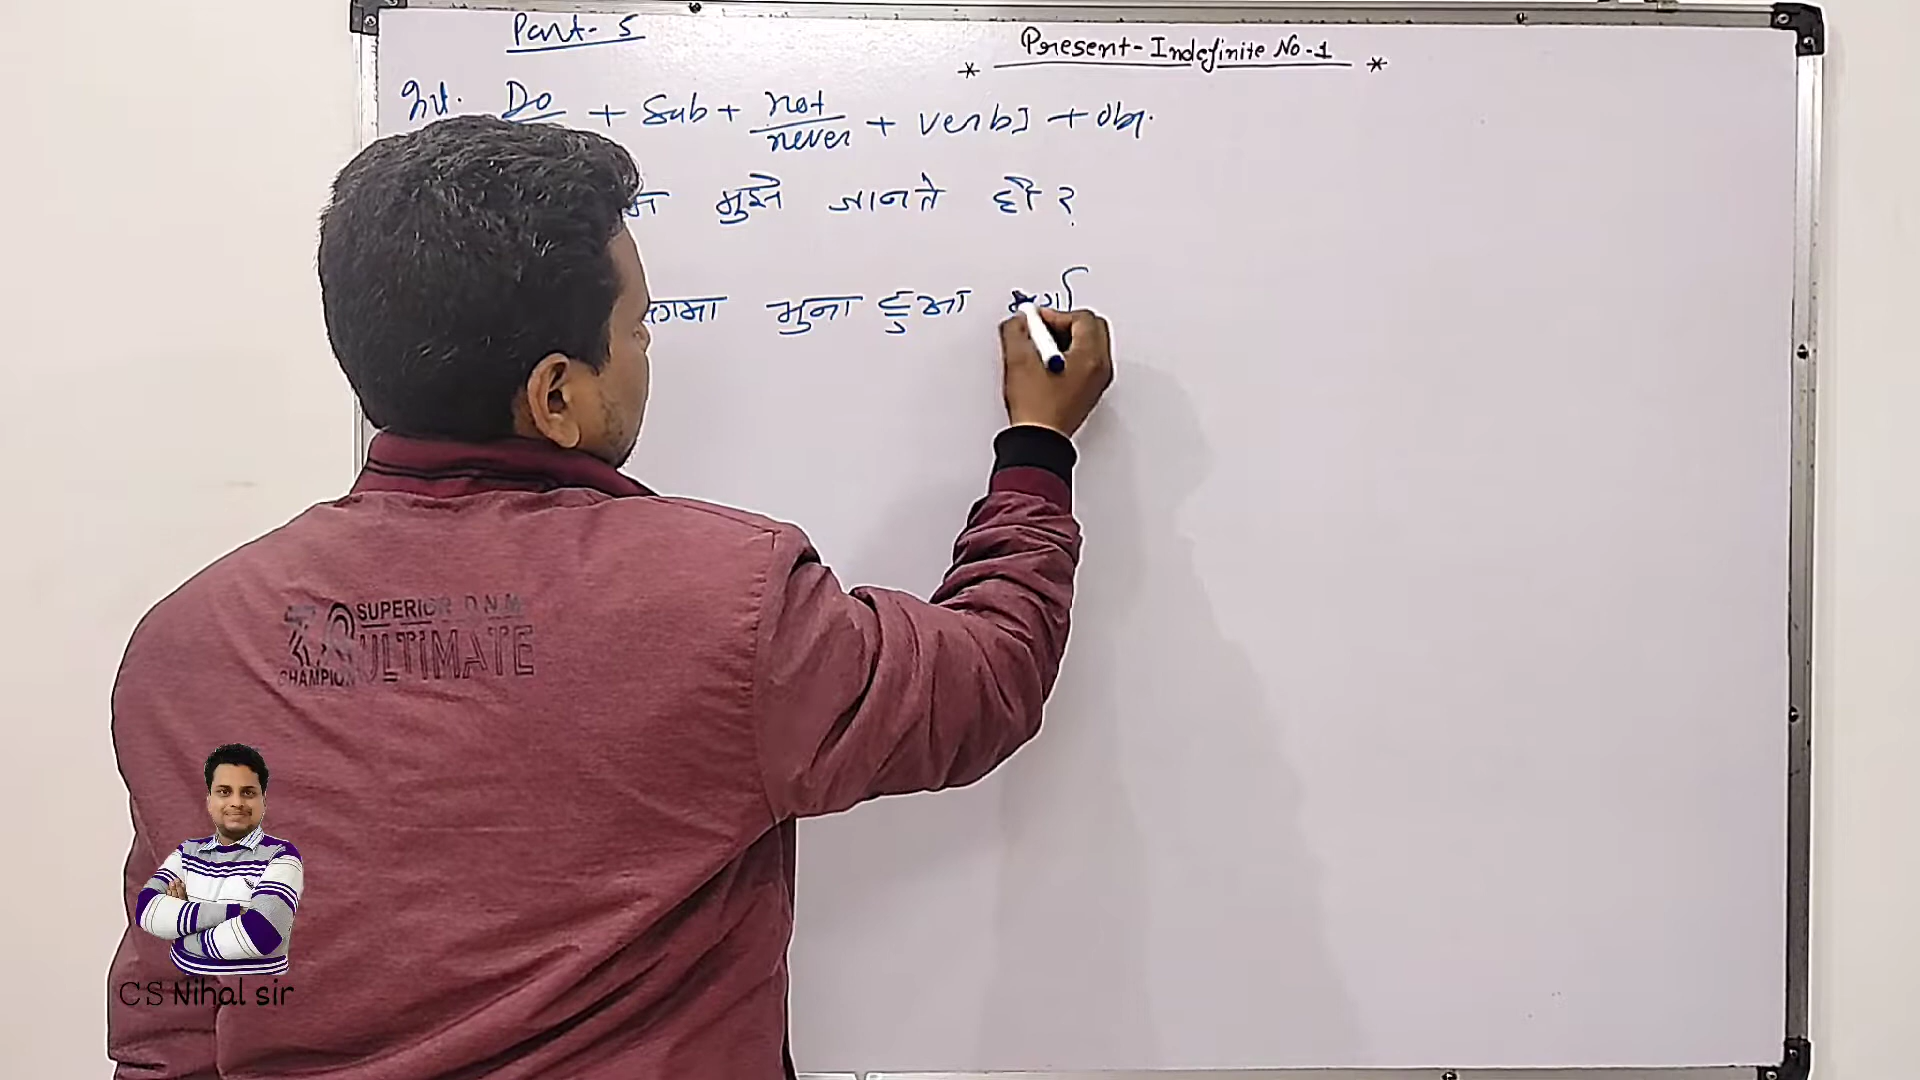 Part- 5
* Present-Indefinite No-1 *
Int. Do + Sub + not/never + verb I + Obj.
मुझे जानते हो ?
भुना हुआ
SUPERIOR D.N.M
ULTIMATE
CHAMPION
CS Nihal sir